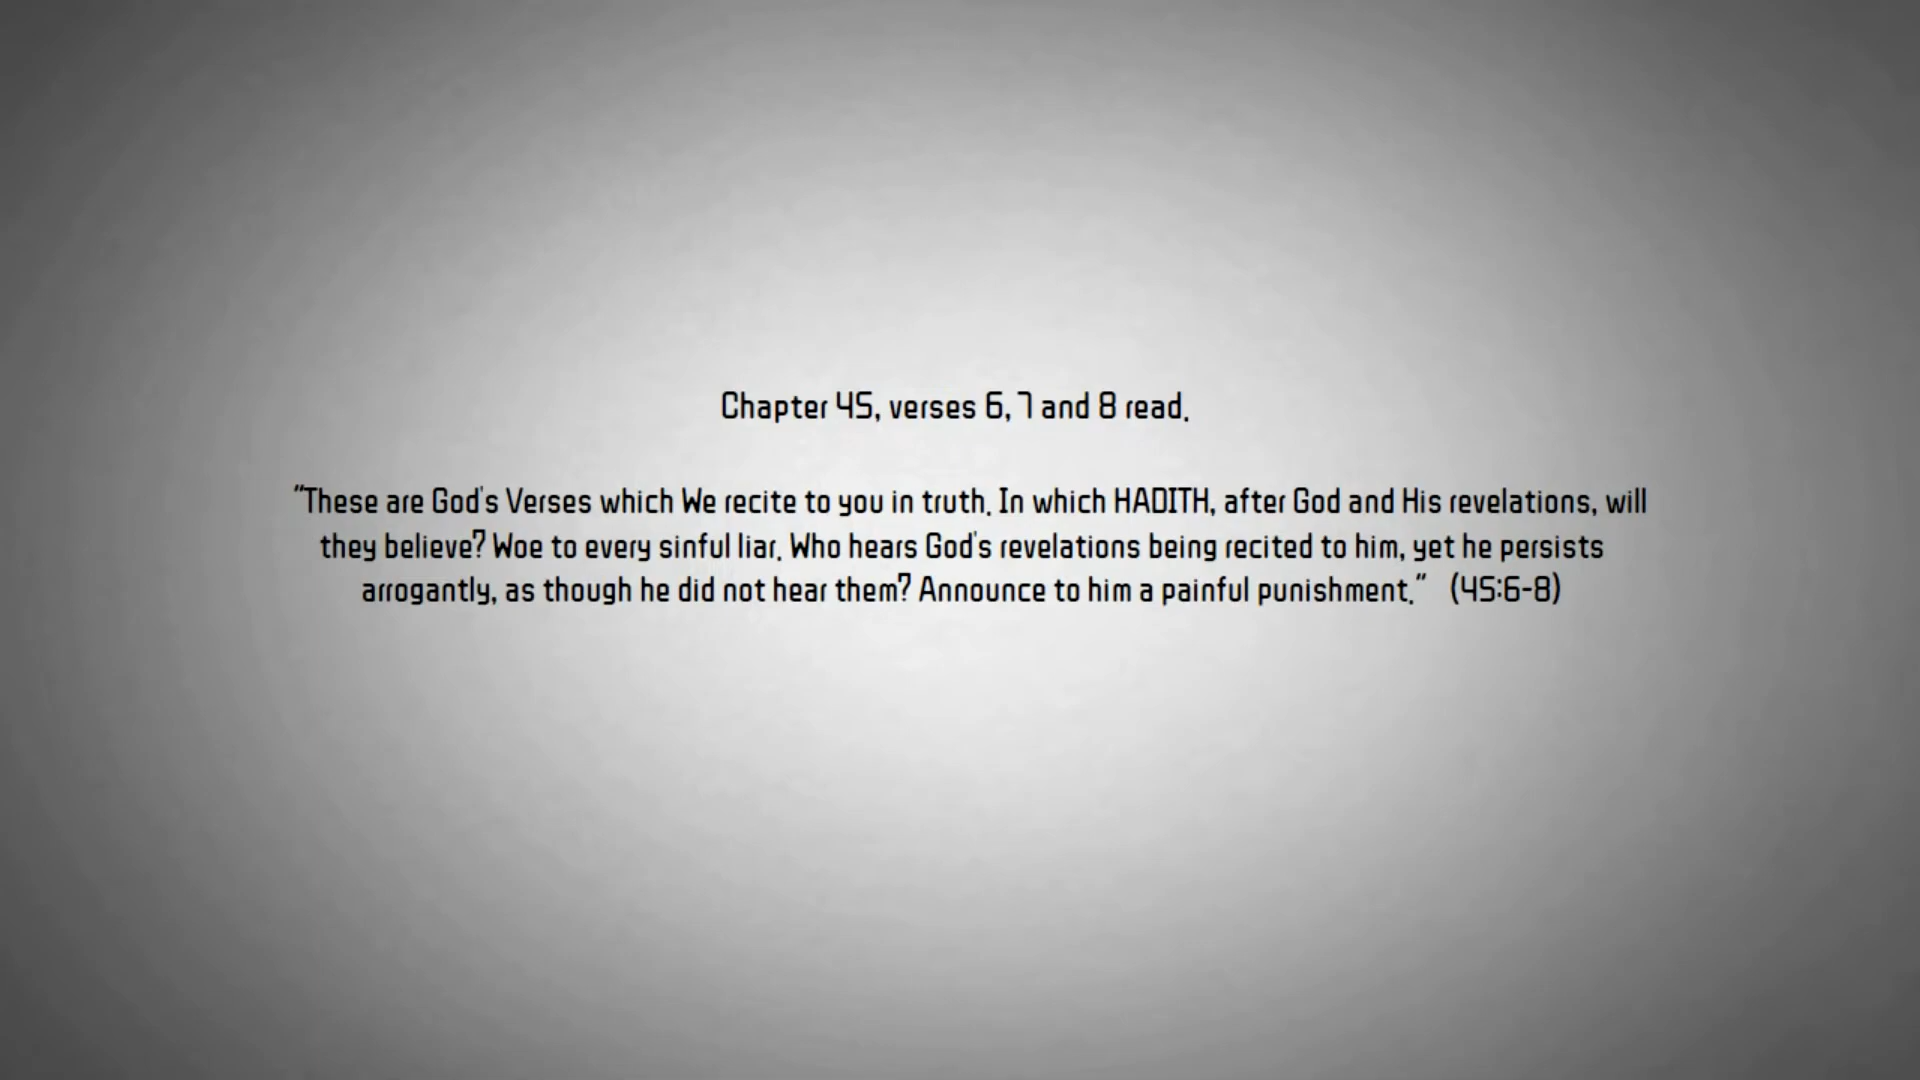 Chapter 45, verses 6, 7 and 8 read.
"These are God's Verses which We recite to you in truth. In which HADITH, after God and His revelations, will
they believe? Woe to every sinful liar. Who hears God's revelations being recited to him, yet he persists
arrogantly, as though he did not hear them? Announce to him a painful punishment." (45:6-8)